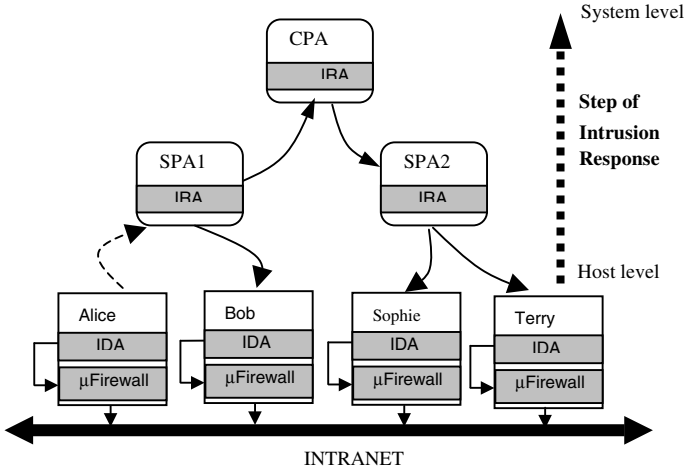 System level
CPA
IRA
Step of
Intrusion
Response
SPA1
IRA
SPA2
IRA
Host level
Alice
IDA
μFirewall
Bob
IDA
μFirewall
Sophie
IDA
μFirewall
Terry
IDA
μFirewall
INTRANET